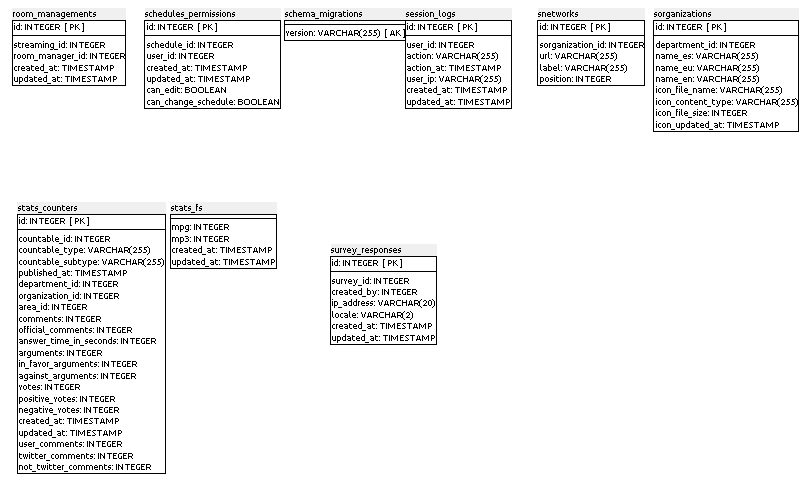 room_managements
id: INTEGER [ PK ]
streaming_id: INTEGER
room_manager_id: INTEGER
created_at: TIMESTAMP
updated_at: TIMESTAMP
schedules_permissions
id: INTEGER [ PK ]
schedule_id: INTEGER
user_id: INTEGER
created_at: TIMESTAMP
updated_at: TIMESTAMP
can_edit: BOOLEAN
can_change_schedule: BOOLEAN
schema_migrations
version: VARCHAR(255) [ AK ]
session_logs
id: INTEGER [ PK ]
user_id: INTEGER
action: VARCHAR(255)
action_at: TIMESTAMP
user_ip: VARCHAR(255)
created_at: TIMESTAMP
updated_at: TIMESTAMP
snetworks
id: INTEGER [ PK ]
sorganization_id: INTEGER
url: VARCHAR(255)
label: VARCHAR(255)
position: INTEGER
sorganizations
id: INTEGER [ PK ]
department_id: INTEGER
name_es: VARCHAR(255)
name_eu: VARCHAR(255)
name_en: VARCHAR(255)
icon_file_name: VARCHAR(255)
icon_content_type: VARCHAR(255)
icon_file_size: INTEGER
icon_updated_at: TIMESTAMP
stats_counters
id: INTEGER [ PK ]
countable_id: INTEGER
countable_type: VARCHAR(255)
countable_subtype: VARCHAR(255)
published_at: TIMESTAMP
department_id: INTEGER
organization_id: INTEGER
area_id: INTEGER
comments: INTEGER
official_comments: INTEGER
answer_time_in_seconds: INTEGER
arguments: INTEGER
in_favor_arguments: INTEGER
against_arguments: INTEGER
votes: INTEGER
positive_votes: INTEGER
negative_votes: INTEGER
created_at: TIMESTAMP
updated_at: TIMESTAMP
user_comments: INTEGER
twitter_comments: INTEGER
not_twitter_comments: INTEGER
stats_fs
mpg: INTEGER
mp3: INTEGER
created_at: TIMESTAMP
updated_at: TIMESTAMP
survey_responses
id: INTEGER [ PK ]
survey_id: INTEGER
created_by: INTEGER
ip_address: VARCHAR(20)
locale: VARCHAR(2)
created_at: TIMESTAMP
updated_at: TIMESTAMP